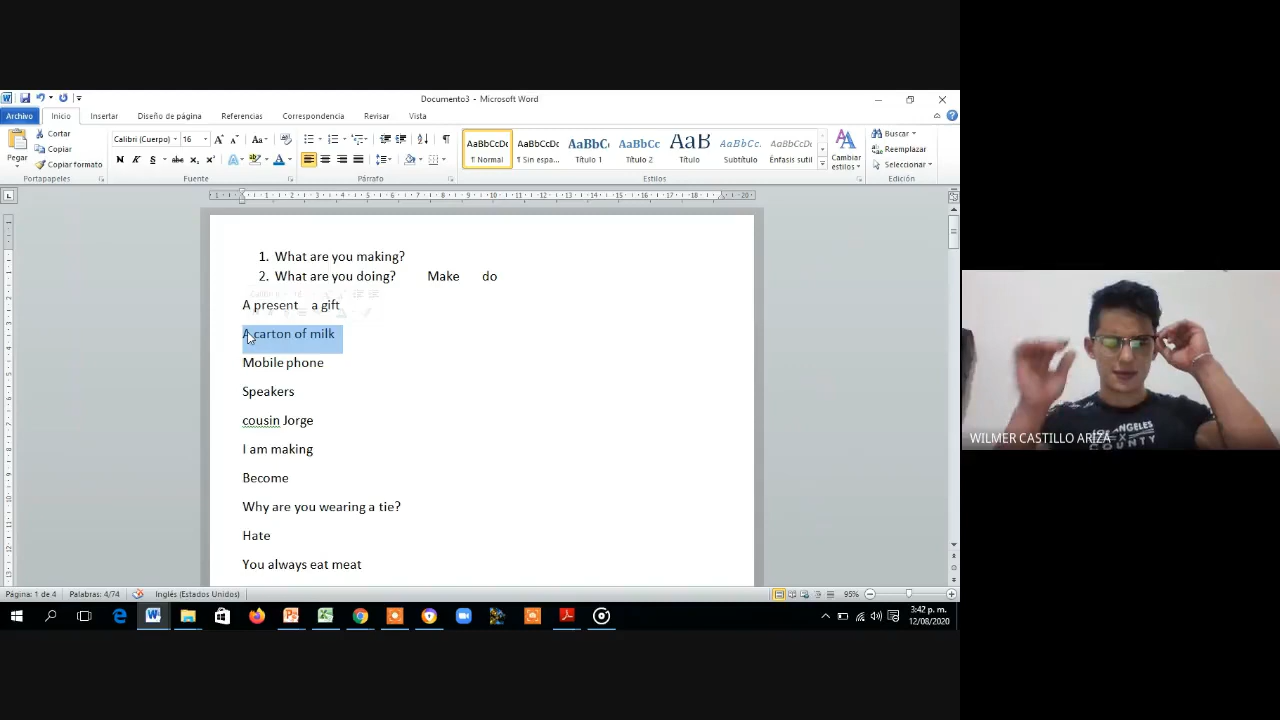 Documento3 - Microsoft Word
Archivo Inicio Insertar Diseño de página Referencias Correspondencia Revisar Vista
Pegar
Cortar
Copiar
Copiar formato
Portapapeles
Calibri (Cuerpo) 16
Fuente
Párrafo
AaBbCcDc AaBbCcDc AaBbC AaBbCc AaB AaBbCc. AaBbCcDc
¶ Normal ¶ Sin espa... Título 1 Título 2 Título Subtítulo Énfasis sutil
Estilos
Cambiar
estilos
Buscar
Reemplazar
Seleccionar
Edición
1. What are you making?
2. What are you doing? Make do
A present a gift
A carton of milk
Mobile phone
Speakers
cousin Jorge
I am making
Become
Why are you wearing a tie?
Hate
You always eat meat
Página: 1 de 4 Palabras: 4/74 Inglés (Estados Unidos) 95%
3:42 p. m.
12/08/2020
WILMER CASTILLO ARIZA
LOS ANGELES
COUNTY